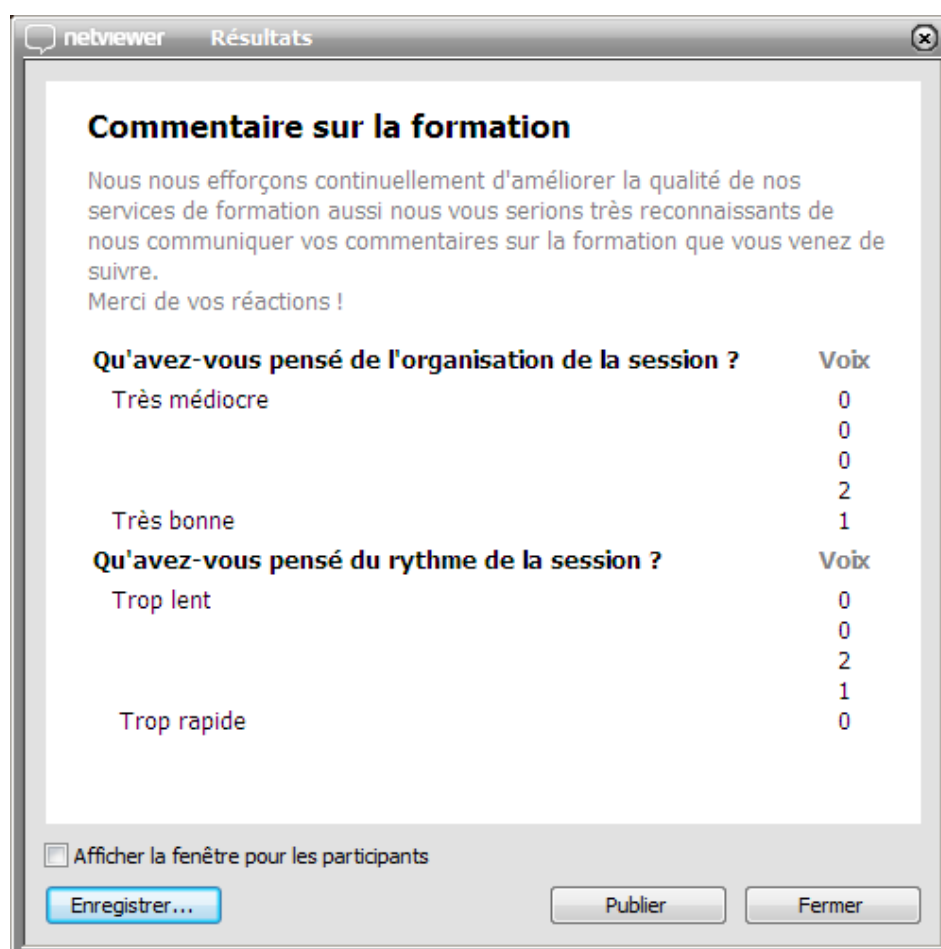 netviewer Résultats
Commentaire sur la formation
Nous nous efforçons continuellement d'améliorer la qualité de nos
services de formation aussi nous vous serions très reconnaissants de
nous communiquer vos commentaires sur la formation que vous venez de
suivre.
Merci de vos réactions !
Qu'avez-vous pensé de l'organisation de la session ? Voix
Très médiocre 0
0
0
2
Très bonne 1
Qu'avez-vous pensé du rythme de la session ? Voix
Trop lent 0
0
2
1
Trop rapide 0
Afficher la fenêtre pour les participants
Enregistrer... Publier Fermer